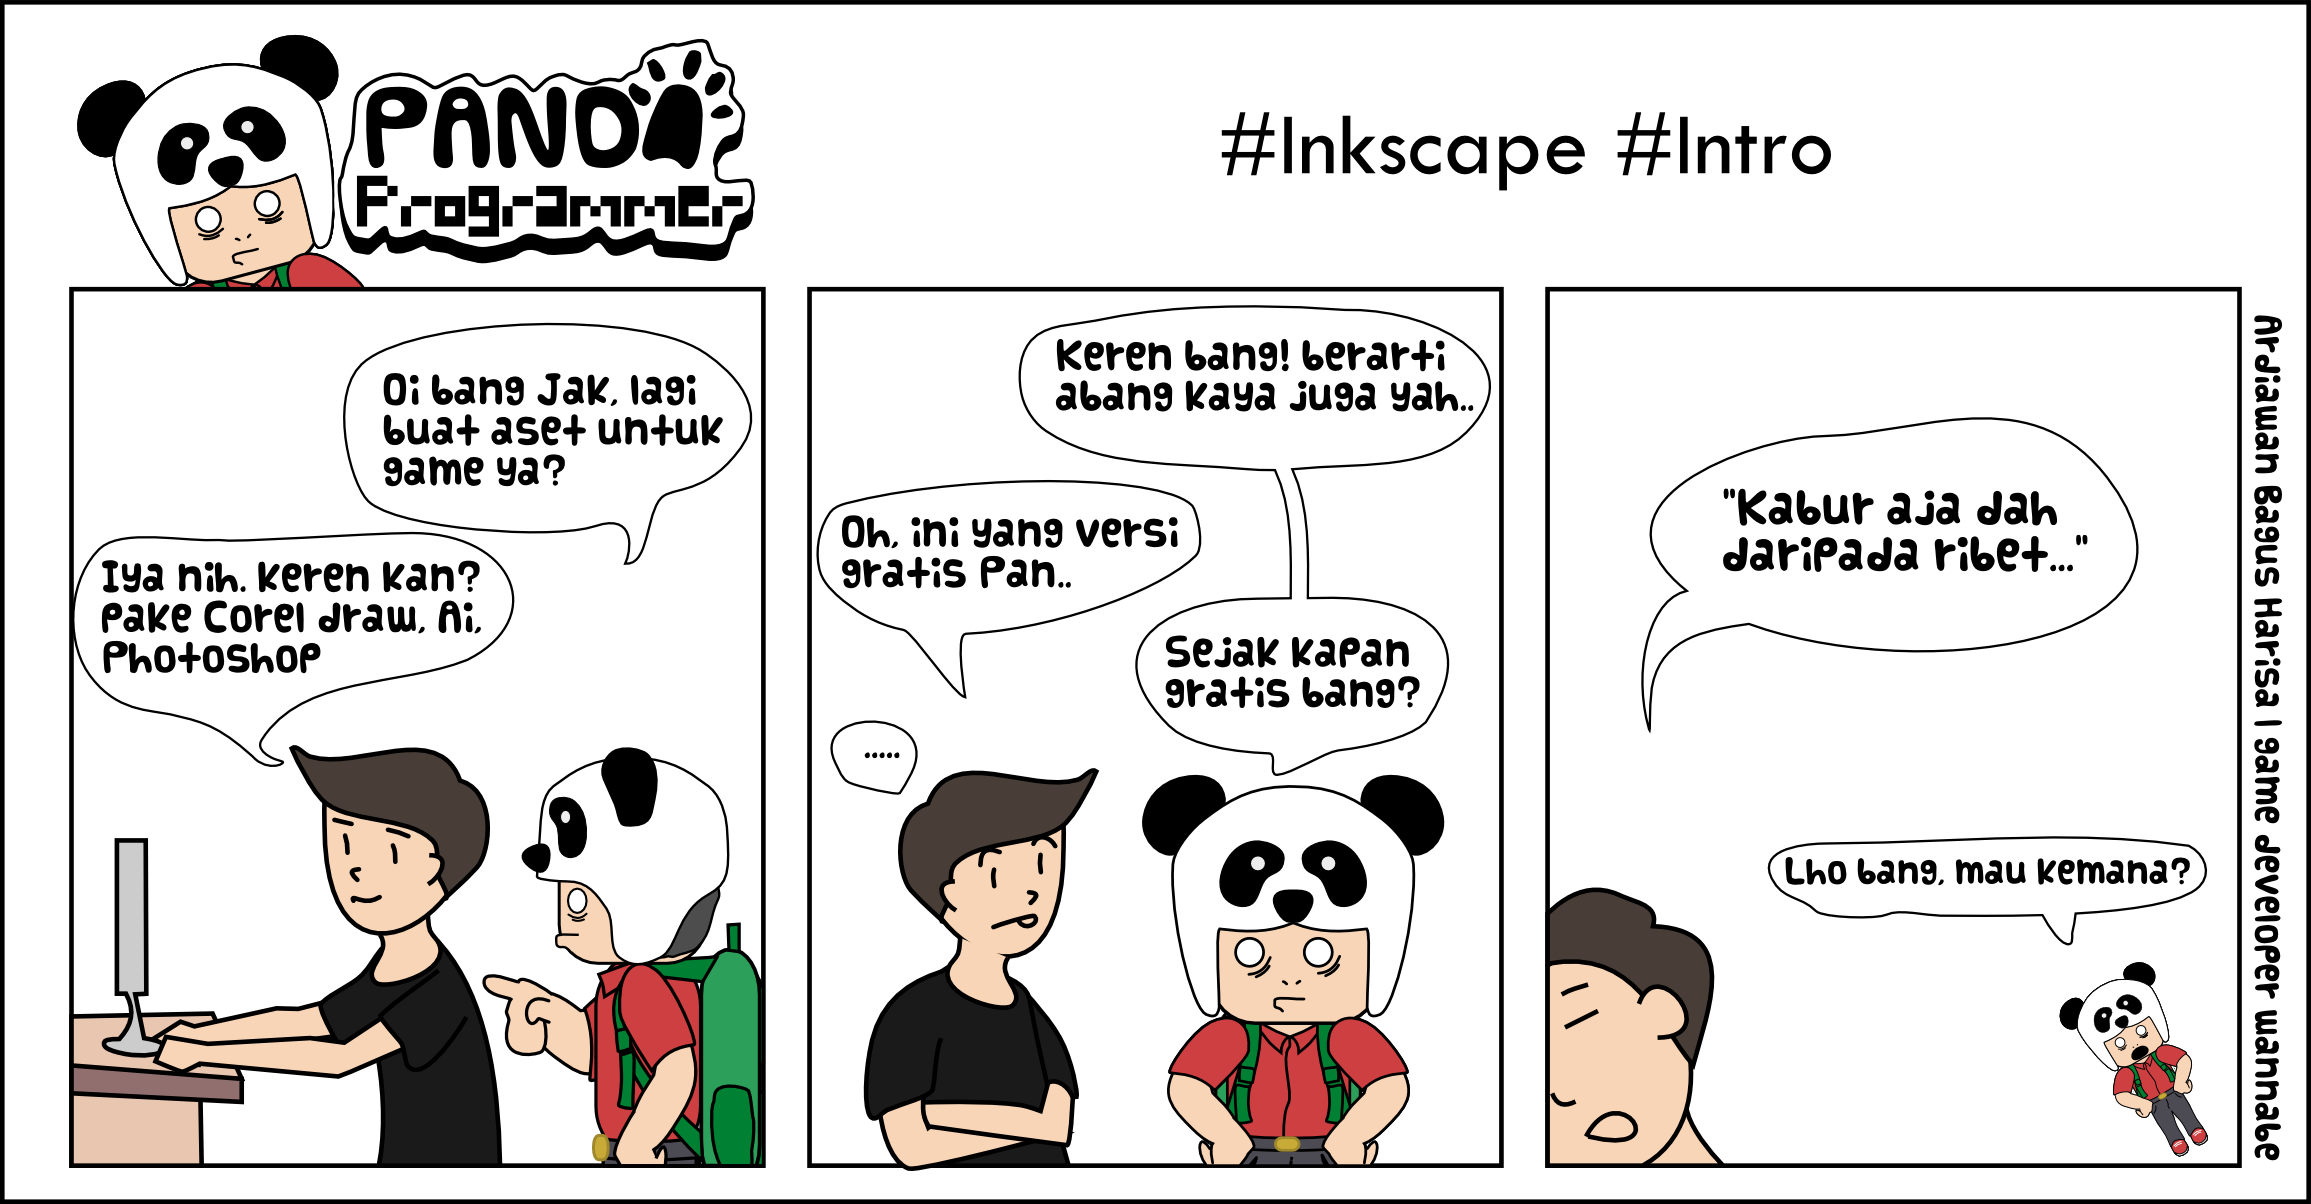 PANDA
Programmer
#Inkscape #Intro
Oi bang Jak, lagi
buat aset untuk
game ya?
Iya nih. keren kan?
pake Corel draw, Ai,
Photoshop
Keren bang! berarti
abang kaya juga yah..
Oh, ini yang versi
gratis Pan..
Sejak kapan
gratis bang?
.....
"Kabur aja dah
daripada ribet..."
Lho bang, mau kemana?
Ardiawan Bagus Harisa | game developer wannabe